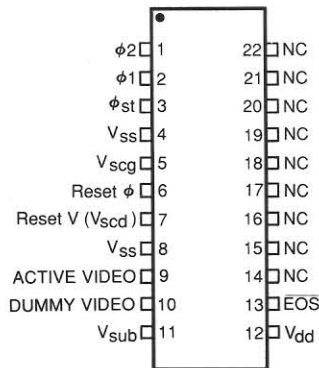 ϕ2 1 22 NC
ϕ1 2 21 NC
ϕst 3 20 NC
Vss 4 19 NC
Vscg 5 18 NC
Reset ϕ 6 17 NC
Reset V (Vscd) 7 16 NC
Vss 8 15 NC
ACTIVE VIDEO 9 14 NC
DUMMY VIDEO 10 13 E̅O̅S̅
Vsub 11 12 Vdd